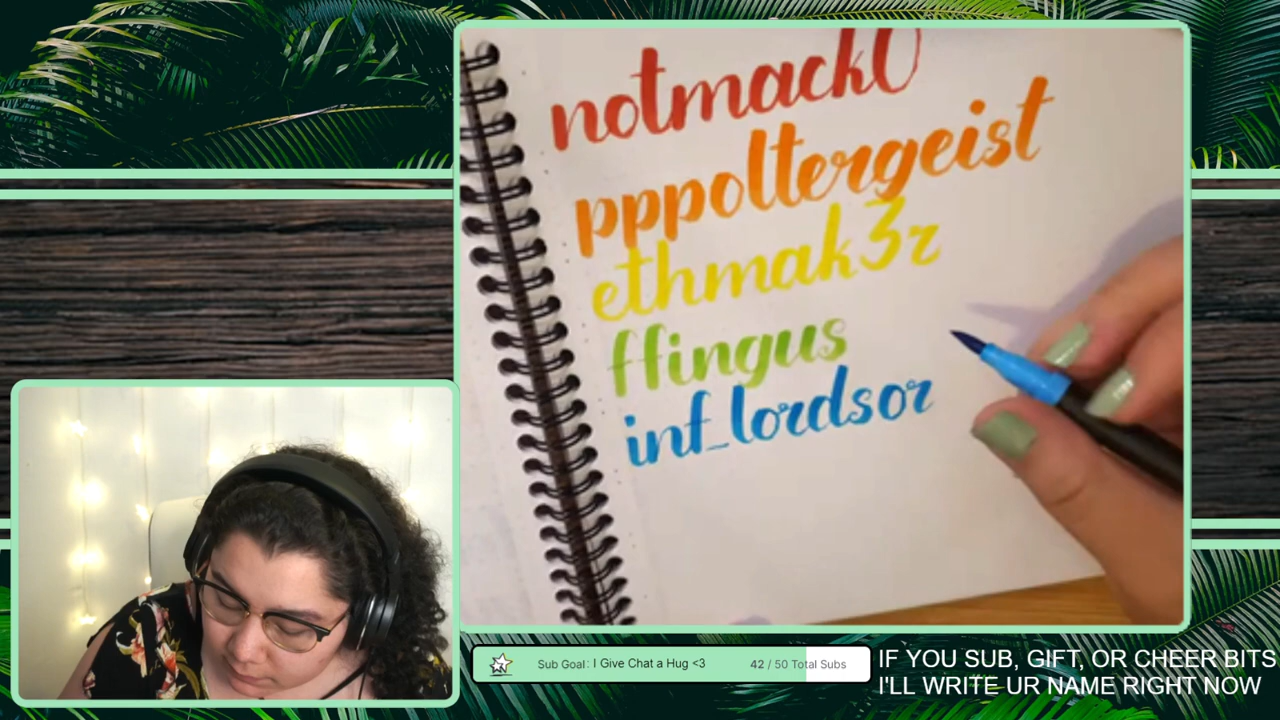 notmack0
pppoltergeist
ethmak3r
ffingus
inf_lordsor
Sub Goal: I Give Chat a Hug <3
42 / 50 Total Subs
IF YOU SUB, GIFT, OR CHEER BITS
I'LL WRITE UR NAME RIGHT NOW